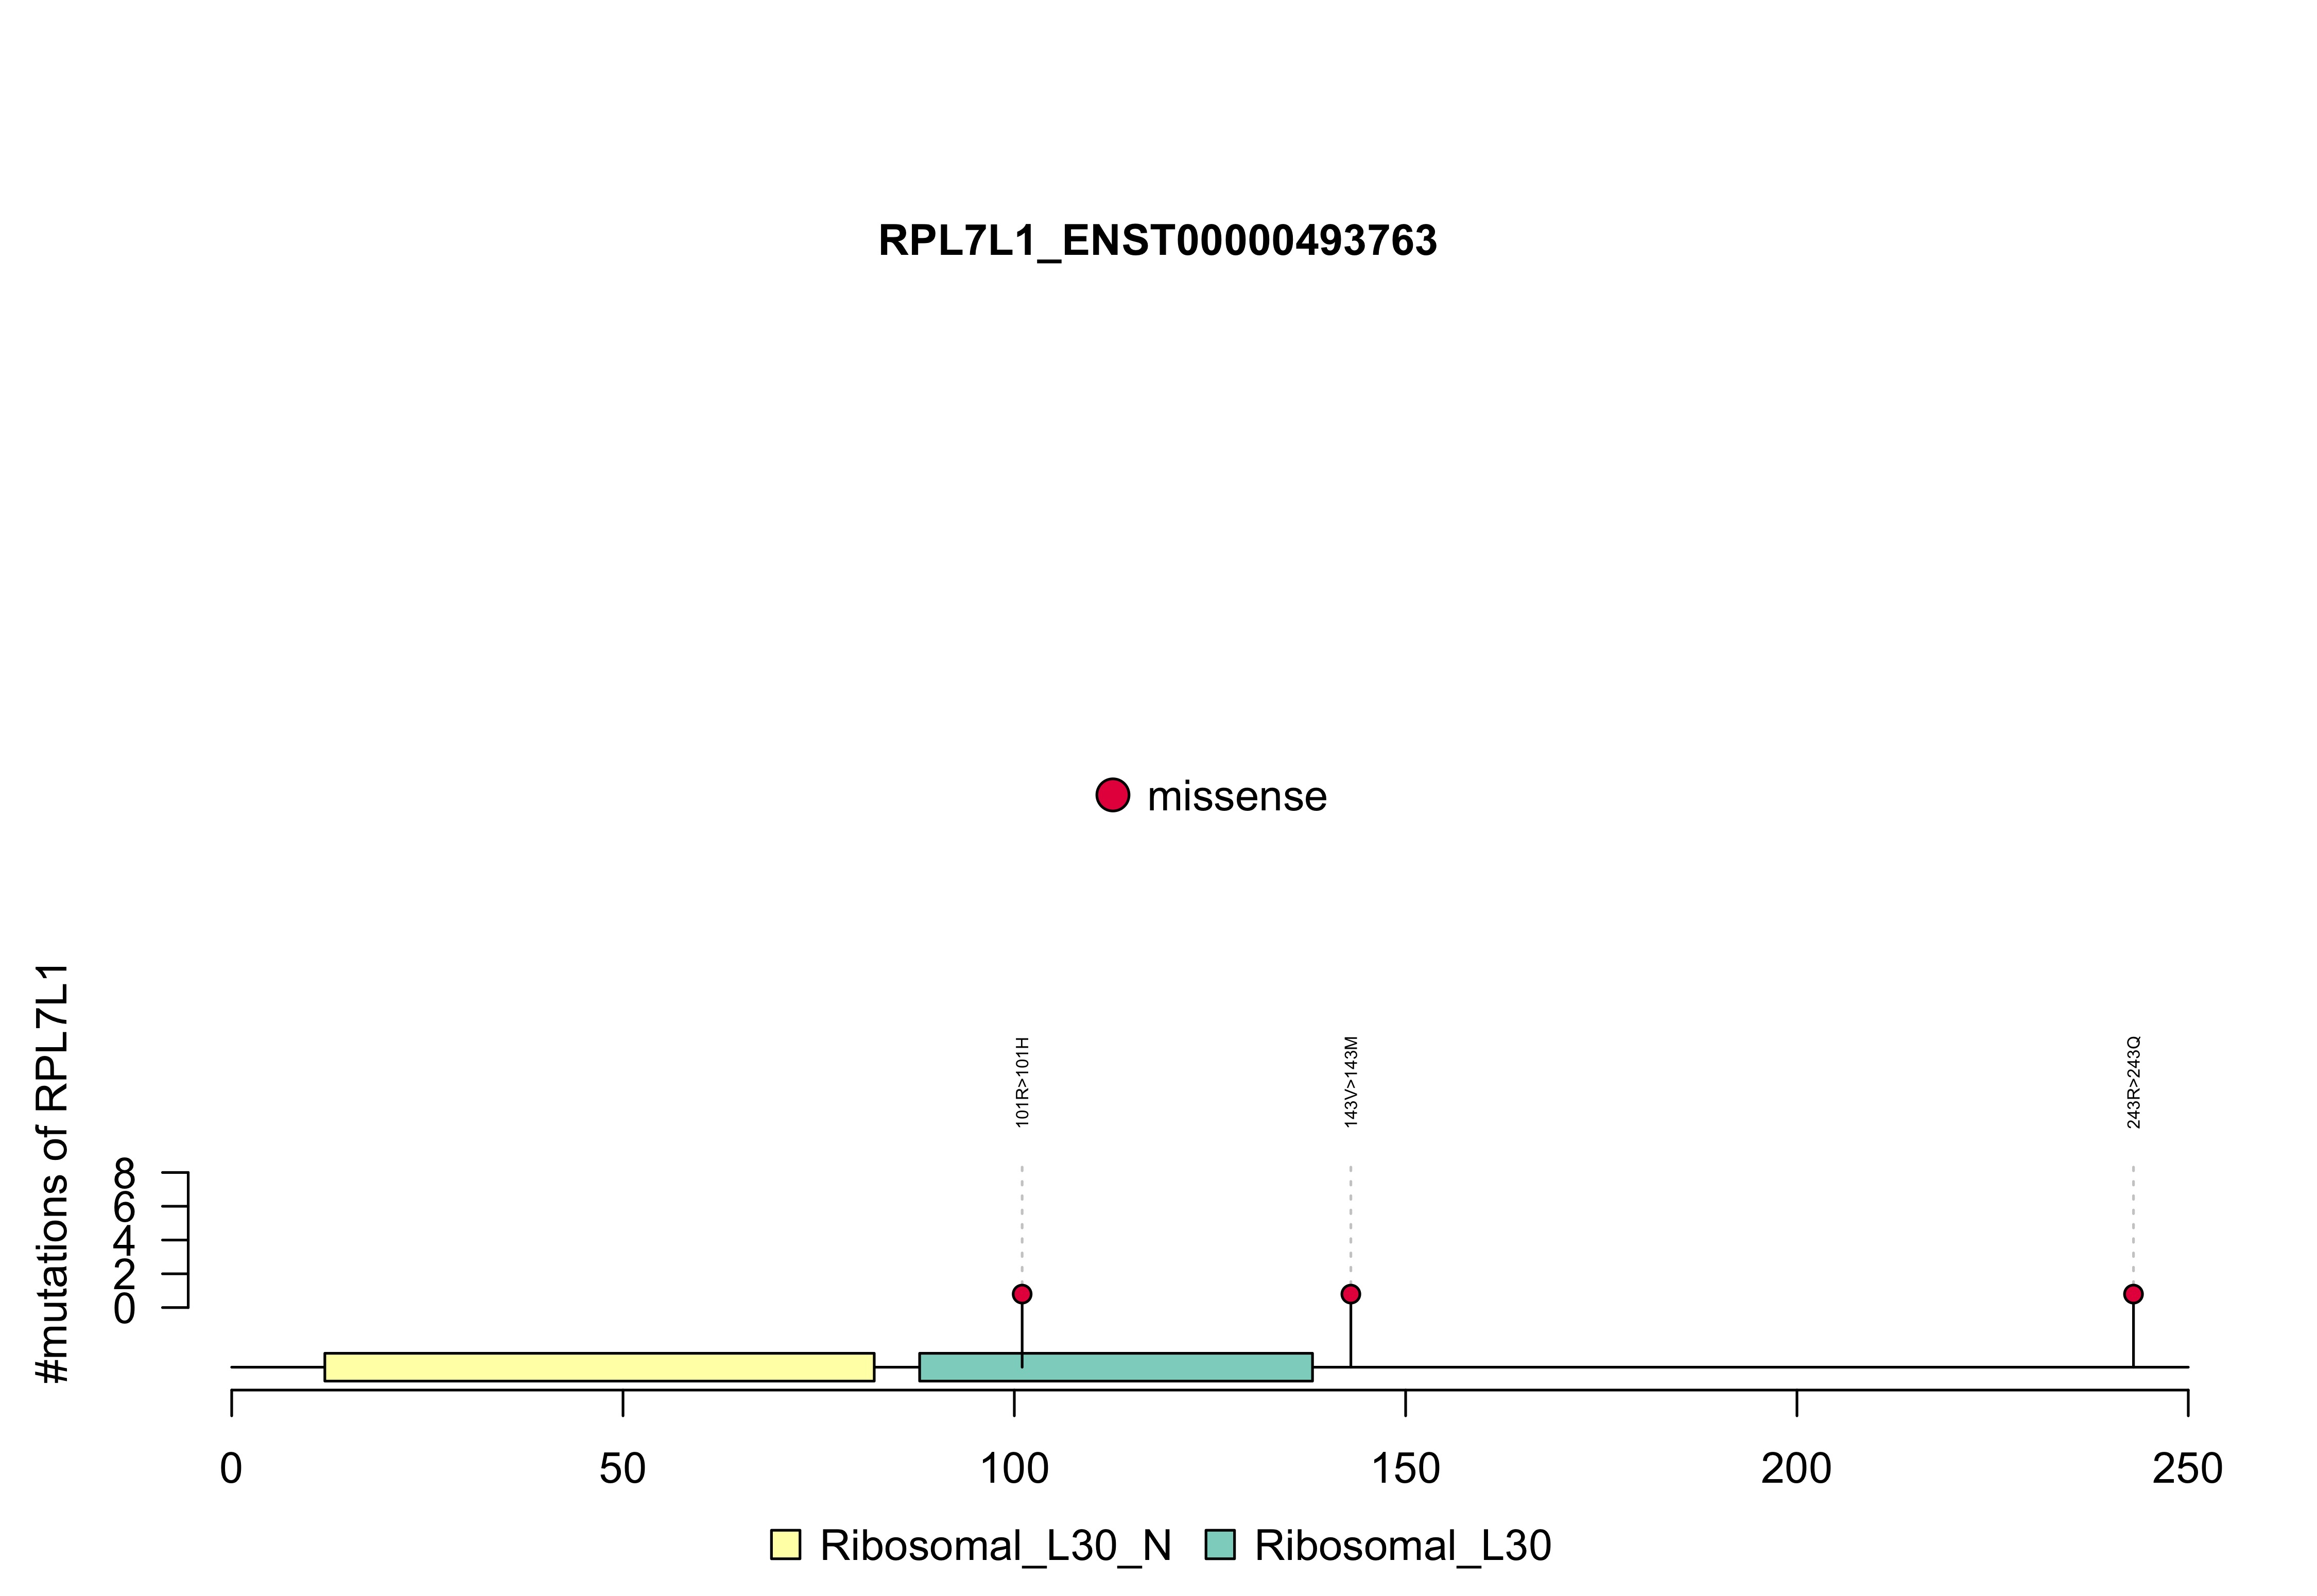 RPL7L1_ENST00000493763
missense
#mutations of RPL7L1
101R>101H
143V>143M
243R>243Q
8
6
4
2
0
0 50 100 150 200 250
Ribosomal_L30_N Ribosomal_L30